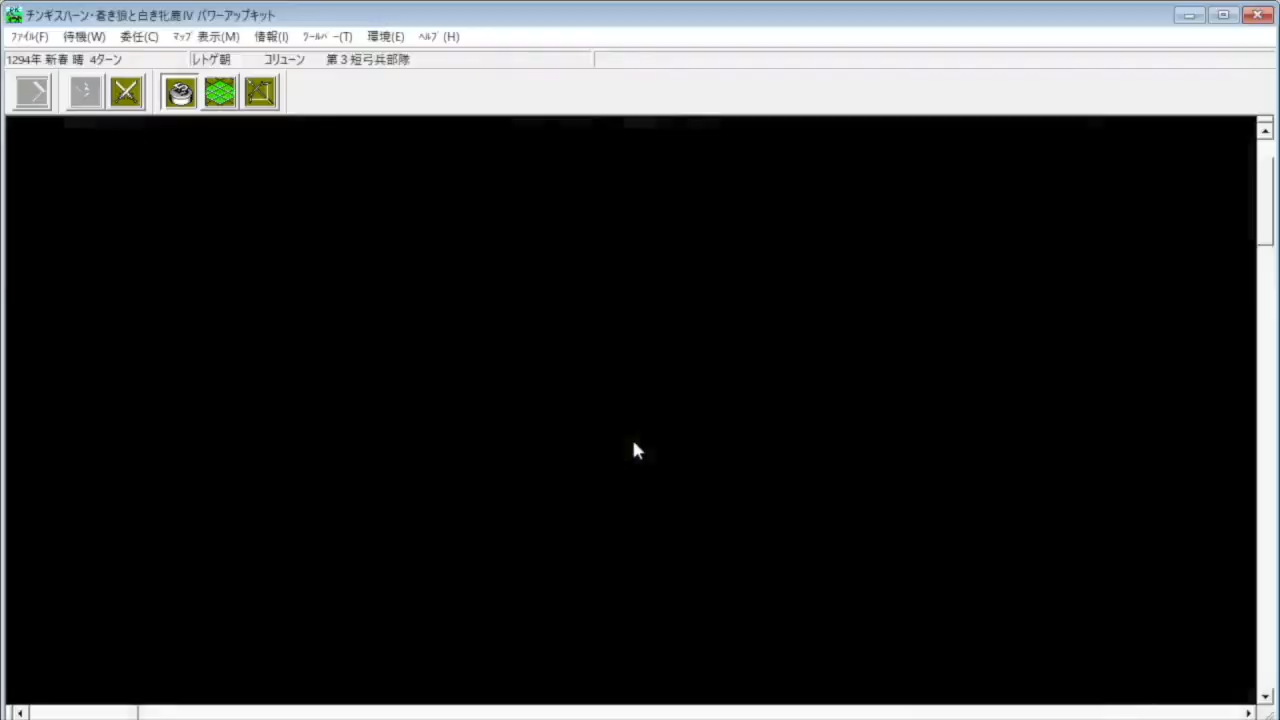 チンギスハーン・蒼き狼と白き牝鹿Ⅳ パワーアップキット
ﾌｧｲﾙ(F) 待機(W) 委任(C) ﾏｯﾌﾟ表示(M) 情報(I) ﾂｰﾙﾊﾞｰ(T) 環境(E) ﾍﾙﾌﾟ(H)
1294年 新春 晴 4ターン レトゲ朝 コリューン 第３短弓兵部隊